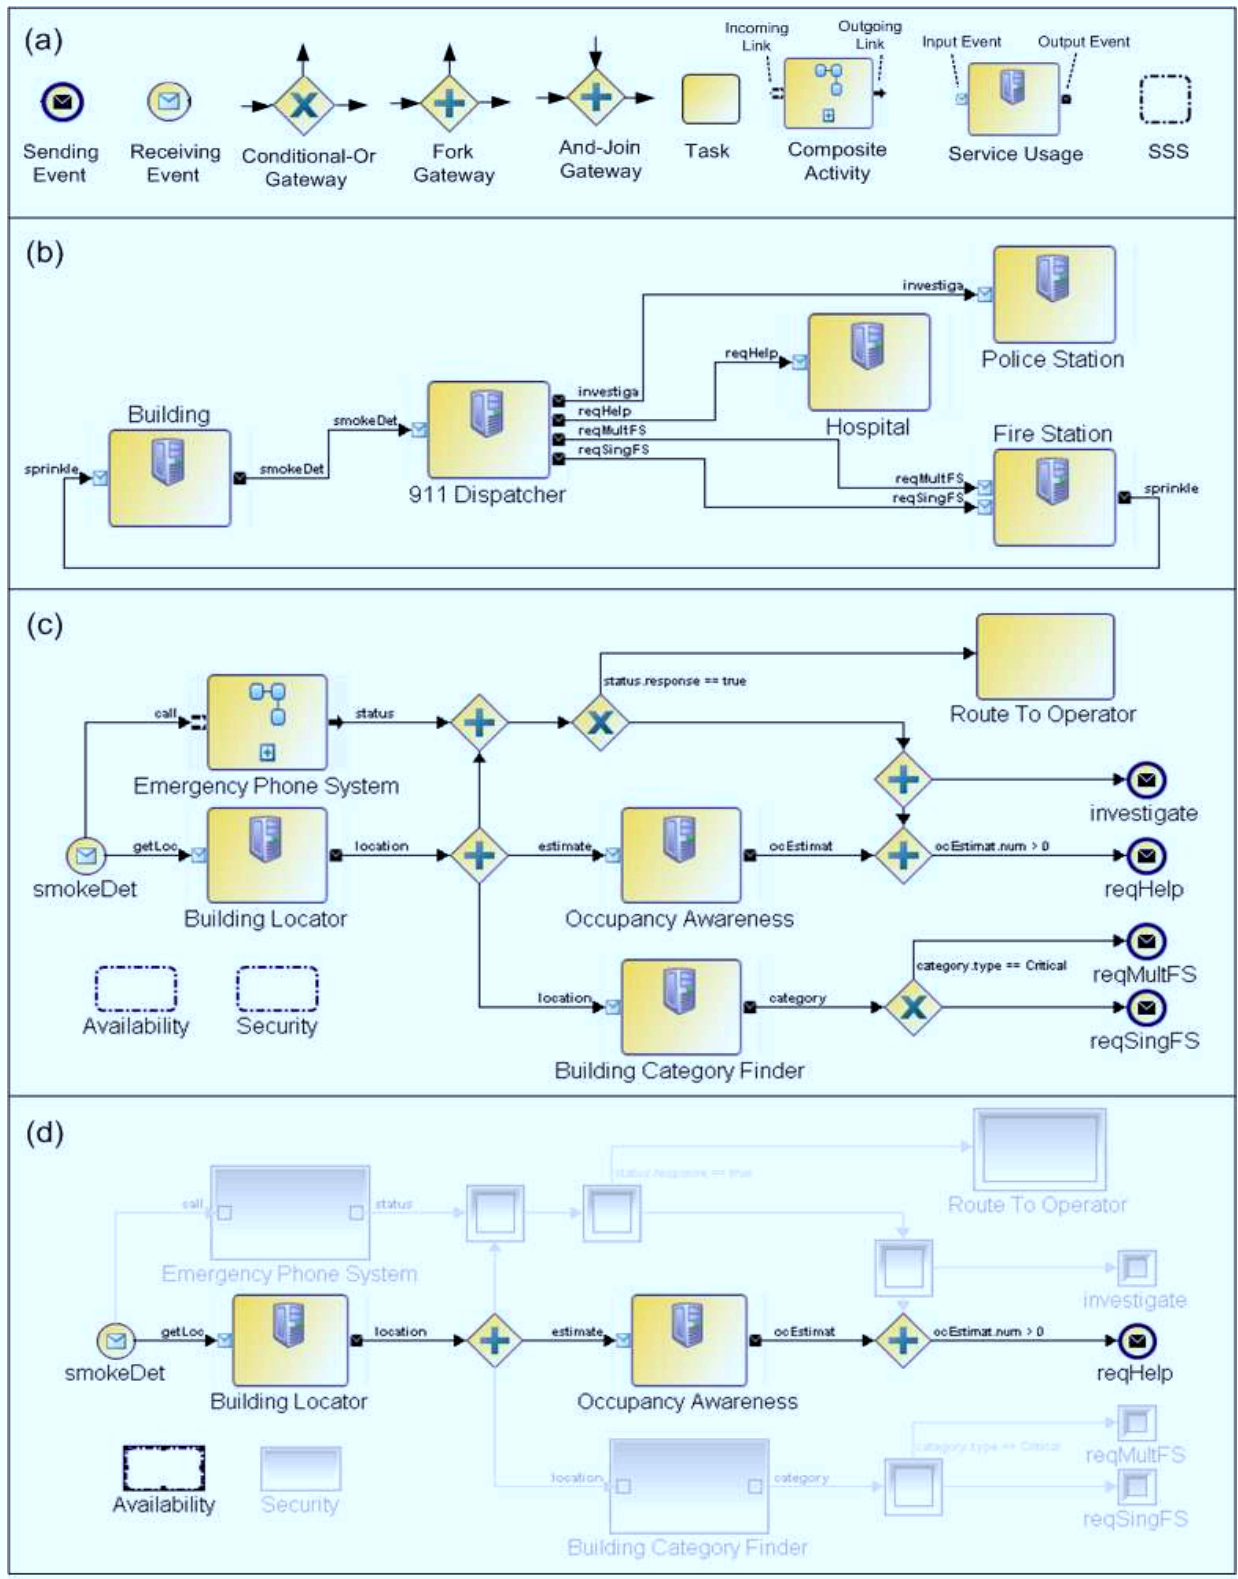 (a)
Incoming
Link
Outgoing
Link
Input Event
Output Event
Sending
Event
Receiving
Event
Conditional-Or
Gateway
Fork
Gateway
And-Join
Gateway
Task
Composite
Activity
Service Usage
SSS
(b)
investiga
Police Station
reqHelp
Hospital
investiga
reqHelp
reqMultFS
reqSingFS
smokeDet
911 Dispatcher
Building
sprinkle
smokeDet
Fire Station
reqMultFS
reqSingFS
sprinkle
(c)
status.response == true
Route To Operator
call
status
Emergency Phone System
investigate
getLoc
location
estimate
ocEstimat
ocEstimat.num > 0
smokeDet
Building Locator
Occupancy Awareness
reqHelp
category.type == Critical
reqMultFS
location
category
Availability
Security
reqSingFS
Building Category Finder
(d)
status.response == true
Route To Operator
call
status
Emergency Phone System
investigate
getLoc
location
estimate
ocEstimat
ocEstimat.num > 0
smokeDet
Building Locator
Occupancy Awareness
reqHelp
category.type == Critical
reqMultFS
location
category
Availability
Security
reqSingFS
Building Category Finder